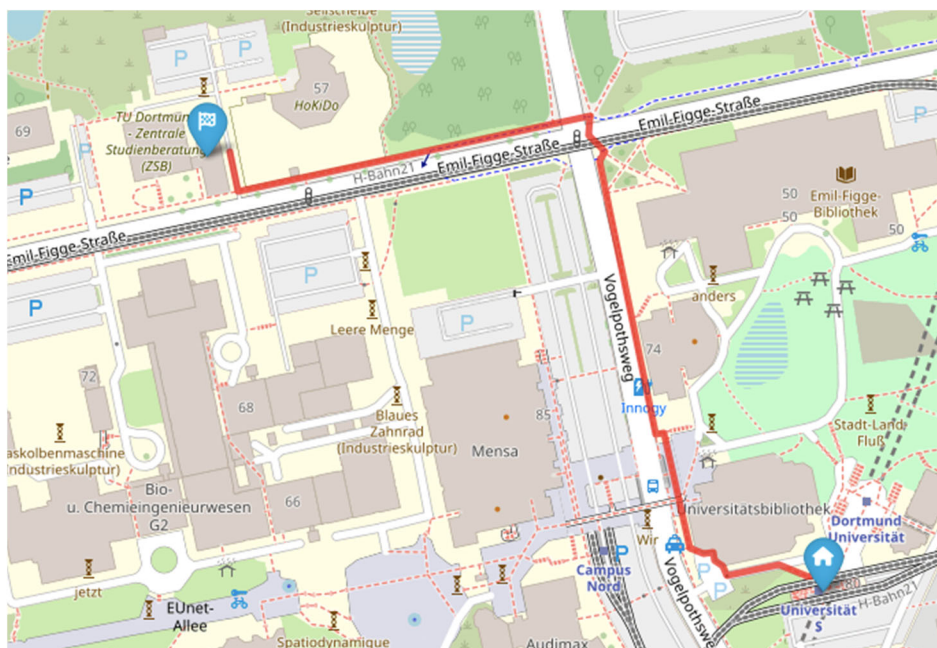 Sellscheibe
(Industrieskulptur)
P
P
P
57
HoKiDo
69
TU Dortmund
- Zentrale
Studienberatung
(ZSB)
Emil-Figge-Straße
P
H-Bahn21
Emil-Figge-Straße
50
50
50
Emil-Figge-
Bibliothek
P
P
Emil-Figge-Straße
P
P
Leere Menge
P
anders
Vogelpothsweg
74
Innogy
72
68
85
Blaues
Zahnrad
(Industrieskulptur)
Mensa
askolbenmaschine
Industrieskulptur)
Stadt-Land
Fluß
Bio-
u. Chemieingenieurwesen
G2
66
Universitätsbibliothek
Wir
Dortmund
Universität
P
Campus
Nord
P
P
Vogelpothsweg
80
Universität
S
H-Bahn21
jetzt
EUnet-
Allee
Spatiodynamique
Audimax